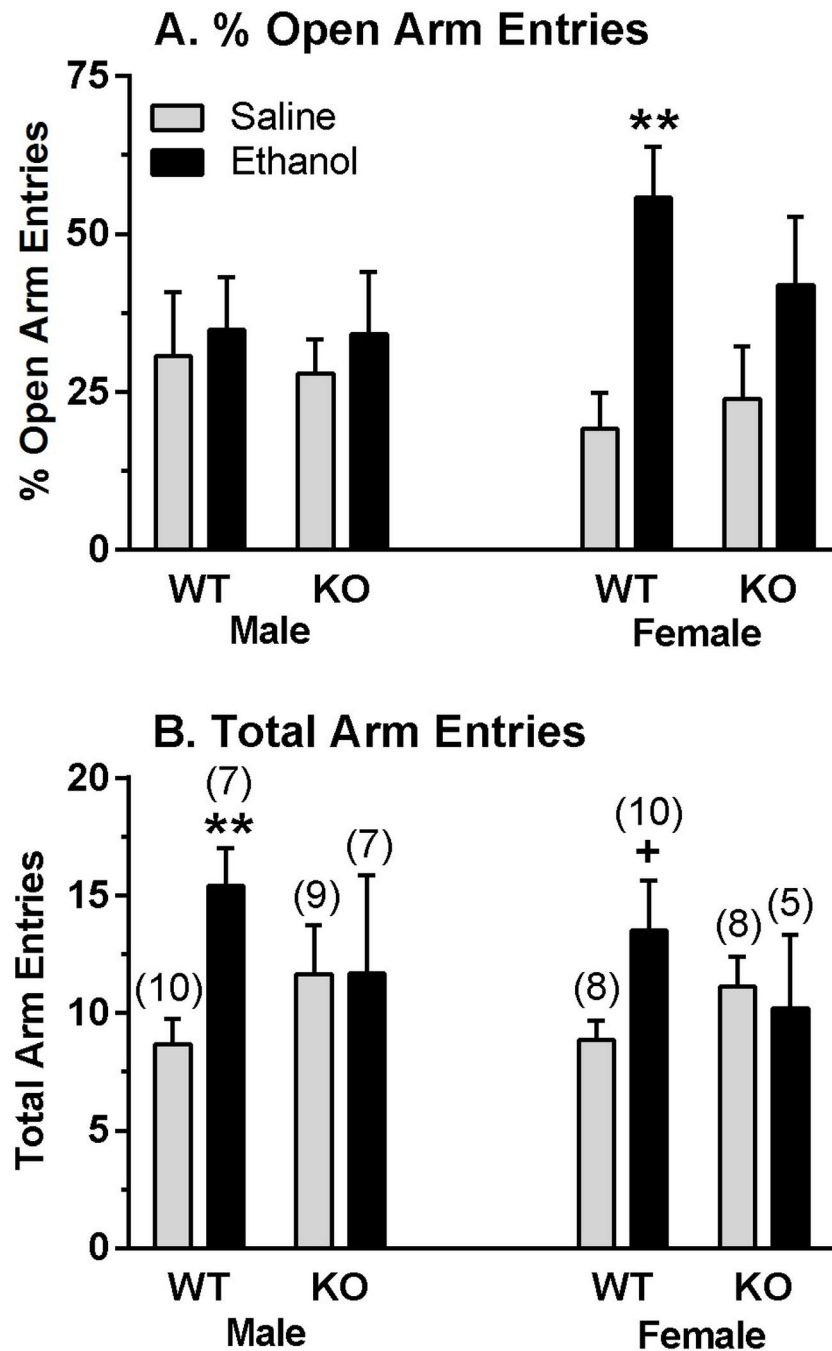 A. % Open Arm Entries
% Open Arm Entries
75
50
25
0
Saline
Ethanol
**
WT
KO
WT
KO
Male
Female
B. Total Arm Entries
Total Arm Entries
20
15
10
5
0
(10)
(7)
**
(9)
(7)
(8)
(10)
+
(8)
(5)
WT
KO
WT
KO
Male
Female